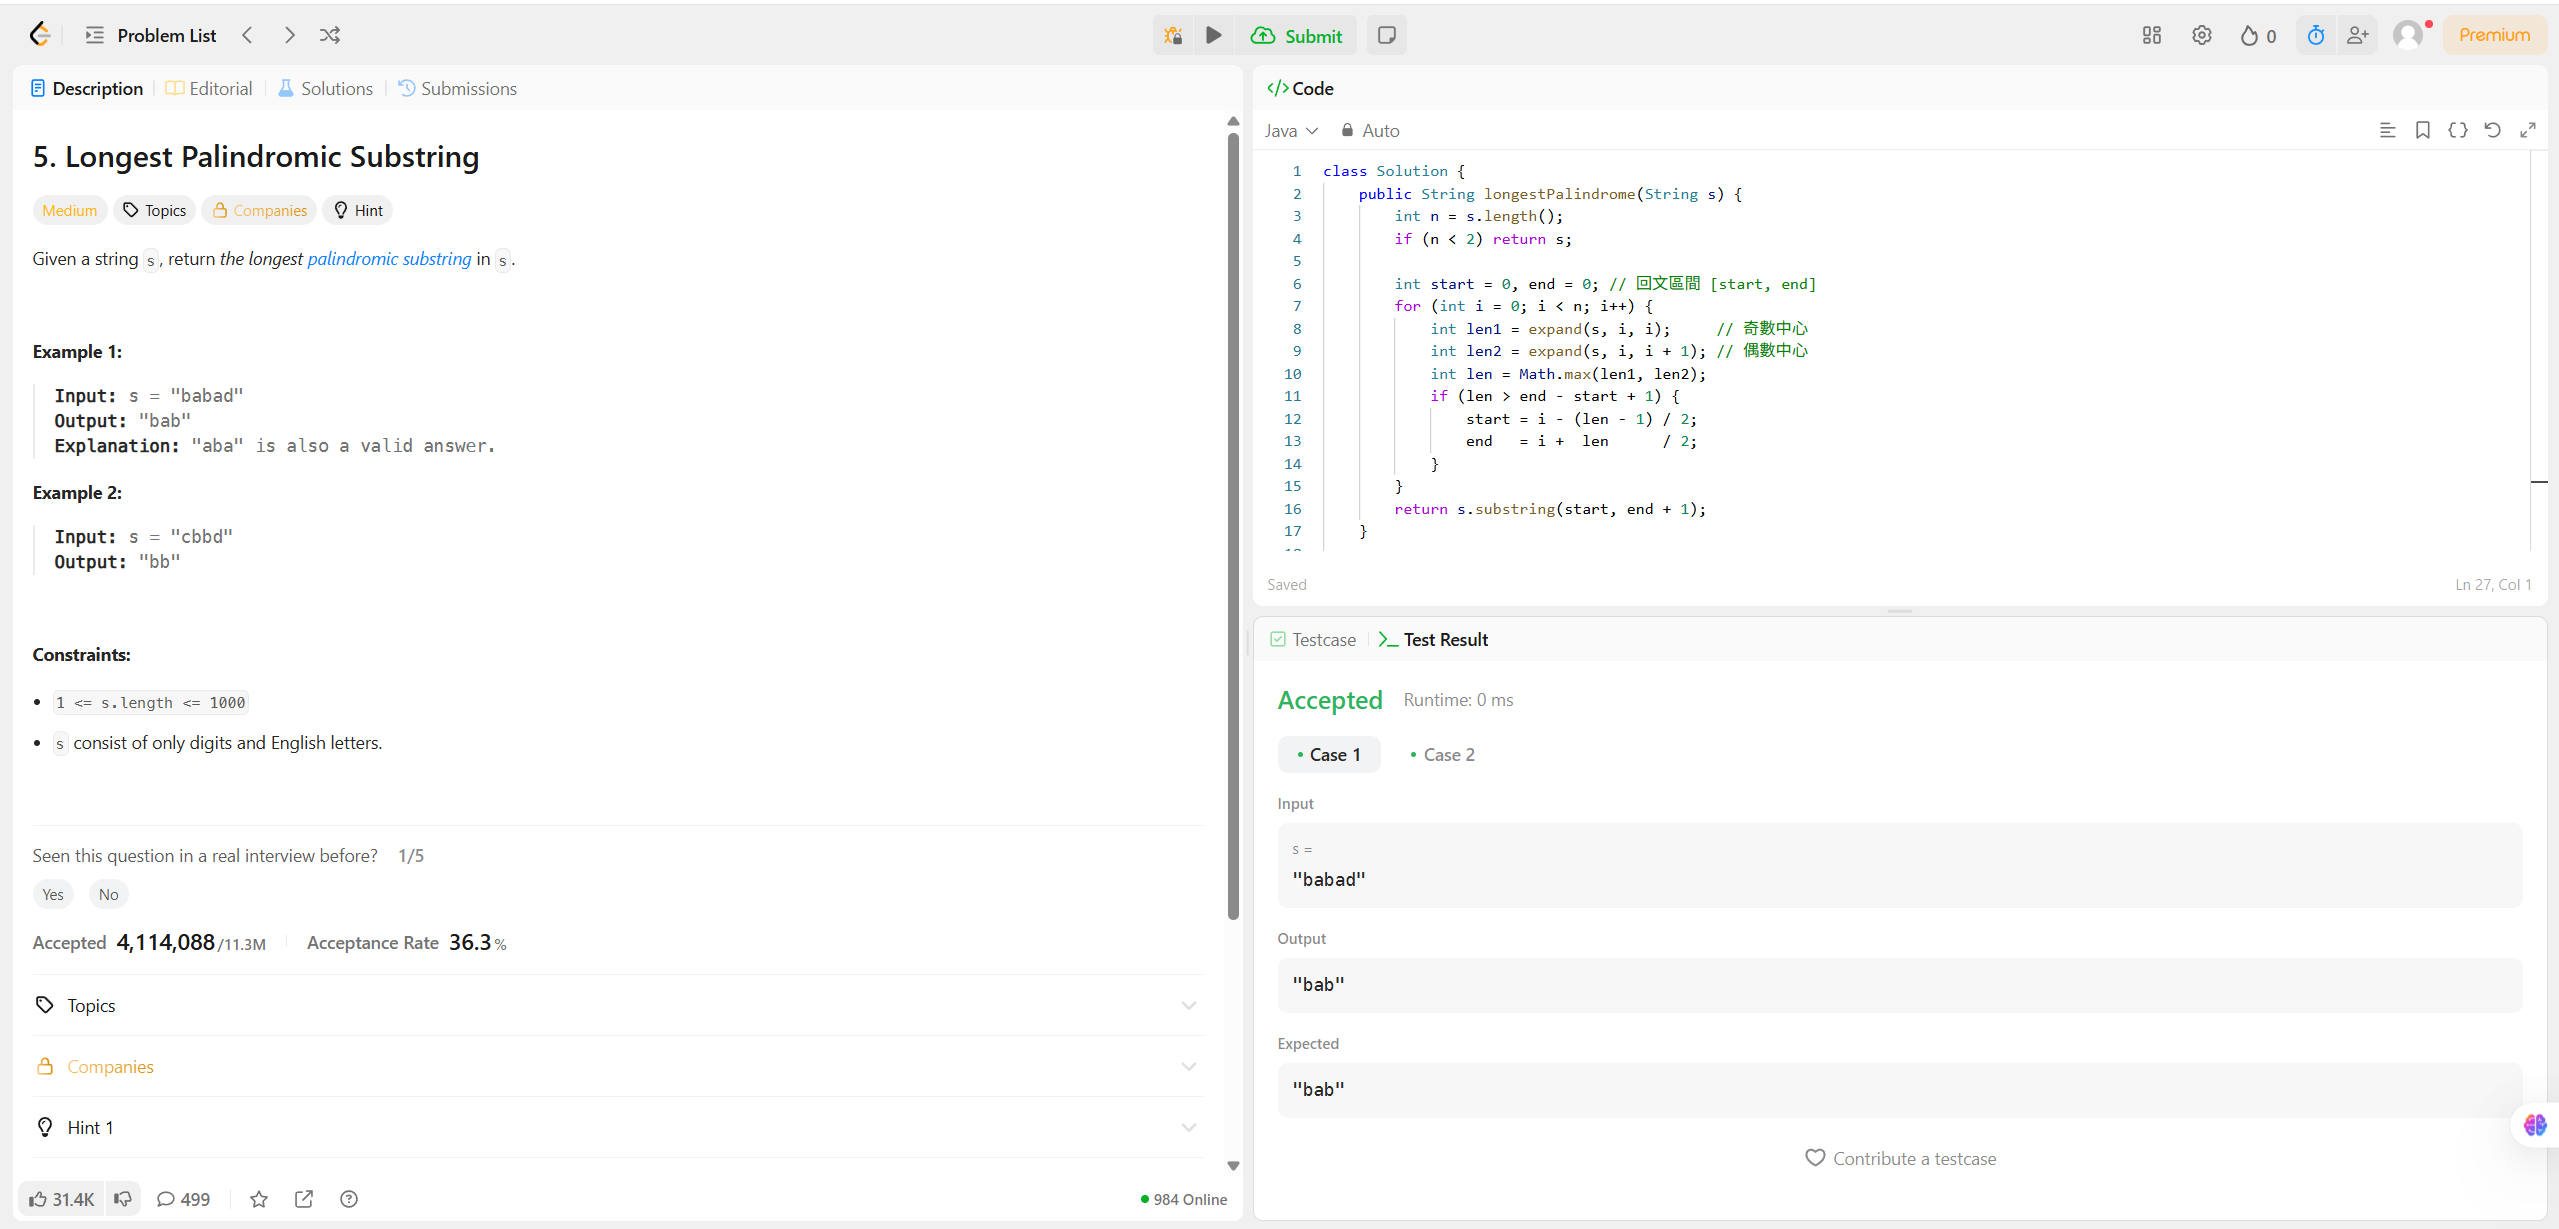 Problem List
Submit
0
Premium
Description
Editorial
Solutions
Submissions
5. Longest Palindromic Substring
Medium
Topics
Companies
Hint
Given a string s, return the longest palindromic substring in s.
Example 1:
Input: s = "babad"
Output: "bab"
Explanation: "aba" is also a valid answer.
Example 2:
Input: s = "cbbd"
Output: "bb"
Constraints:
• 1 <= s.length <= 1000
• s consist of only digits and English letters.
Seen this question in a real interview before? 1/5
Yes No
Accepted 4,114,088/11.3M Acceptance Rate 36.3%
Topics
Companies
Hint 1
31.4K
499
984 Online
</> Code
Java
Auto
1 class Solution {
2 public String longestPalindrome(String s) {
3 int n = s.length();
4 if (n < 2) return s;
5
6 int start = 0, end = 0; // 回文區間 [start, end]
7 for (int i = 0; i < n; i++) {
8 int len1 = expand(s, i, i); // 奇數中心
9 int len2 = expand(s, i, i + 1); // 偶數中心
10 int len = Math.max(len1, len2);
11 if (len > end - start + 1) {
12 start = i - (len - 1) / 2;
13 end = i + len / 2;
14 }
15 }
16 return s.substring(start, end + 1);
17 }
Saved
Ln 27, Col 1
Testcase
Test Result
Accepted Runtime: 0 ms
• Case 1 • Case 2
Input
s =
"babad"
Output
"bab"
Expected
"bab"
Contribute a testcase